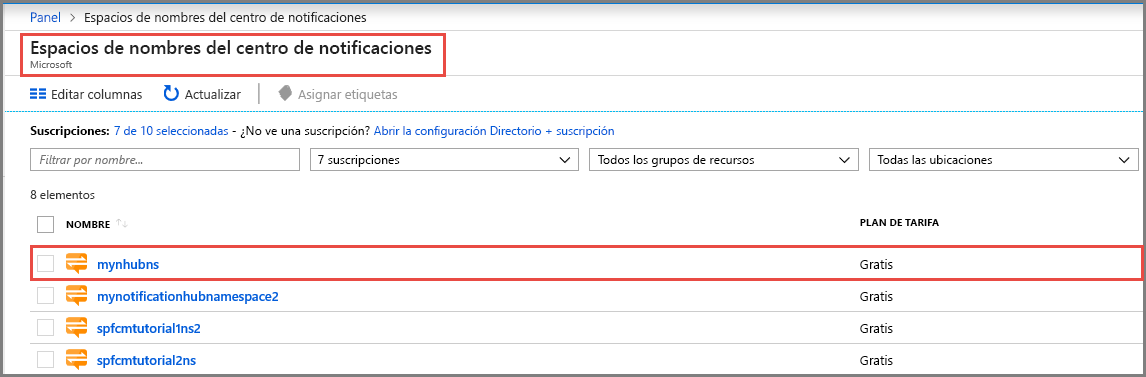 Panel > Espacios de nombres del centro de notificaciones
Espacios de nombres del centro de notificaciones
Microsoft
Editar columnas Actualizar Asignar etiquetas
Suscripciones: 7 de 10 seleccionadas - ¿No ve una suscripción? Abrir la configuración Directorio + suscripción
Filtrar por nombre... 7 suscripciones Todos los grupos de recursos Todas las ubicaciones
8 elementos
NOMBRE PLAN DE TARIFA
mynhubns Gratis
mynotificationhubnamespace2 Gratis
spfcmtutorial1ns2 Gratis
spfcmtutorial2ns Gratis